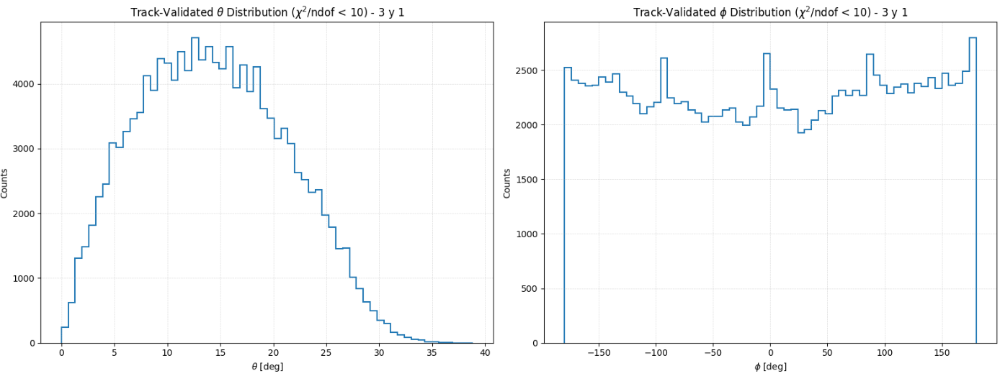 Track-Validated θ Distribution (χ²/ndof < 10) - 3 y 1
Counts
4000
3000
2000
1000
0
0 5 10 15 20 25 30 35 40
θ [deg]
Track-Validated ϕ Distribution (χ²/ndof < 10) - 3 y 1
Counts
2500
2000
1500
1000
500
0
−150 −100 −50 0 50 100 150
ϕ [deg]